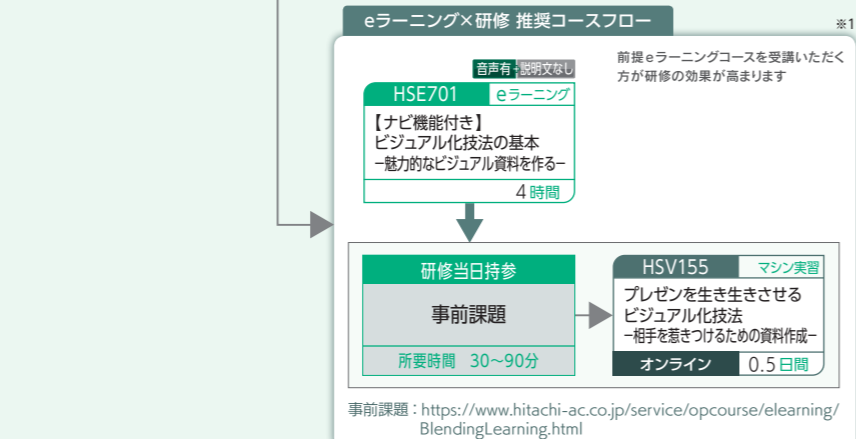 eラーニング×研修 推奨コースフロー
※1
前提eラーニングコースを受講いただく
方が研修の効果が高まります
音声有・説明文なし
HSE701 eラーニング
【ナビ機能付き】
ビジュアル化技法の基本
−魅力的なビジュアル資料を作る−
4時間
研修当日持参
事前課題
所要時間 30〜90分
HSV155 マシン実習
プレゼンを生き生きさせる
ビジュアル化技法
−相手を惹きつけるための資料作成−
オンライン 0.5日間
事前課題：https://www.hitachi-ac.co.jp/service/opcourse/elearning/
BlendingLearning.html